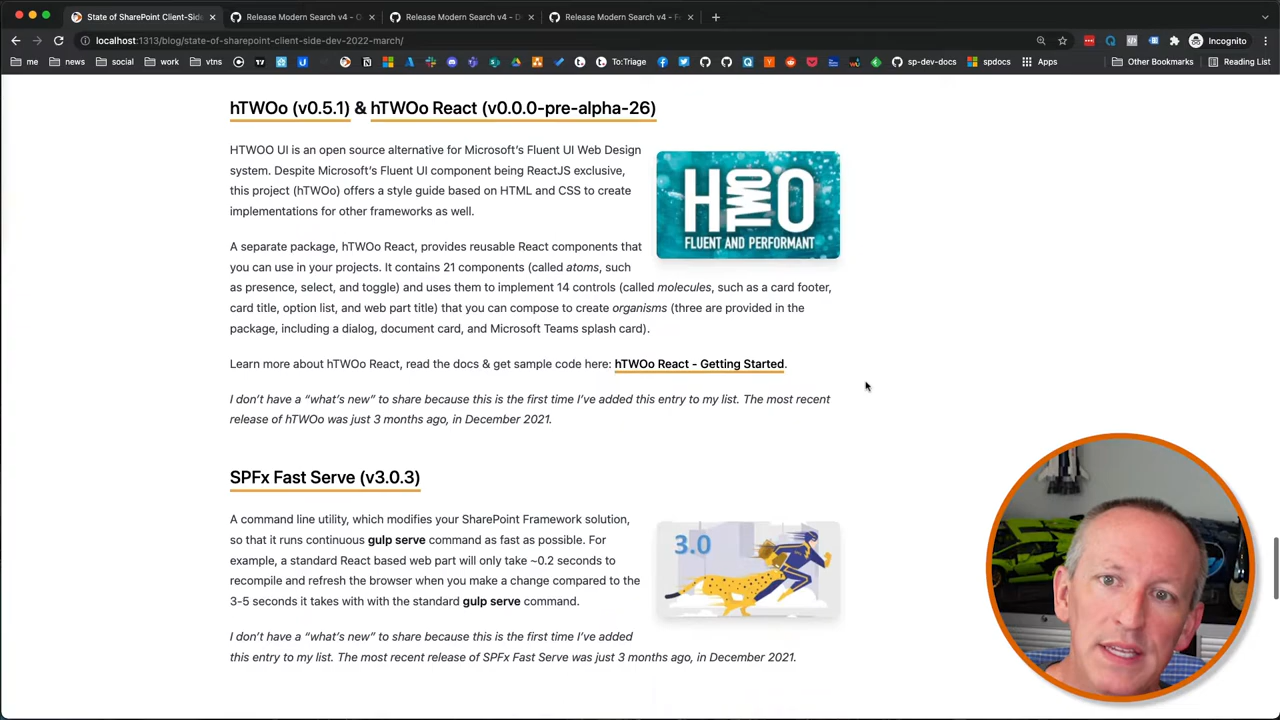 State of SharePoint Client-Side
Release Modern Search v4 - O
Release Modern Search v4 - D
Release Modern Search v4 - F
localhost:1313/blog/state-of-sharepoint-client-side-dev-2022-march/
Incognito
me
news
social
work
vtns
To:Triage
sp-dev-docs
spdocs
Apps
Other Bookmarks
Reading List
hTWOo (v0.5.1) & hTWOo React (v0.0.0-pre-alpha-26)
HTWOO UI is an open source alternative for Microsoft's Fluent UI Web Design
system. Despite Microsoft's Fluent UI component being ReactJS exclusive,
this project (hTWOo) offers a style guide based on HTML and CSS to create
implementations for other frameworks as well.
HTWOO
FLUENT AND PERFORMANT
A separate package, hTWOo React, provides reusable React components that
you can use in your projects. It contains 21 components (called atoms, such
as presence, select, and toggle) and uses them to implement 14 controls (called molecules, such as a card footer,
card title, option list, and web part title) that you can compose to create organisms (three are provided in the
package, including a dialog, document card, and Microsoft Teams splash card).
Learn more about hTWOo React, read the docs & get sample code here: hTWOo React - Getting Started.
I don't have a “what's new” to share because this is the first time I've added this entry to my list. The most recent
release of hTWOo was just 3 months ago, in December 2021.
SPFx Fast Serve (v3.0.3)
A command line utility, which modifies your SharePoint Framework solution,
so that it runs continuous gulp serve command as fast as possible. For
example, a standard React based web part will only take ~0.2 seconds to
recompile and refresh the browser when you make a change compared to the
3-5 seconds it takes with with the standard gulp serve command.
3.0
I don't have a “what's new” to share because this is the first time I've added
this entry to my list. The most recent release of SPFx Fast Serve was just 3 months ago, in December 2021.